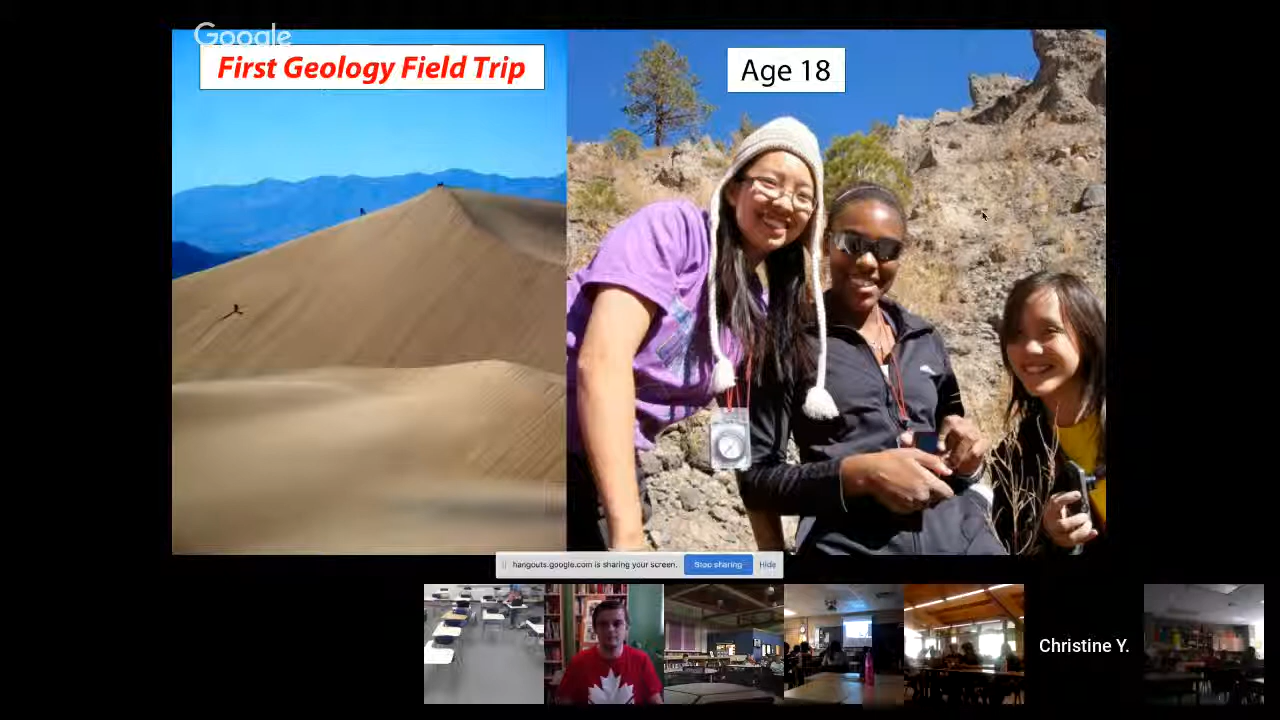 Google
First Geology Field Trip
Age 18
hangouts.google.com is sharing your screen.
Stop sharing
Hide
Christine Y.